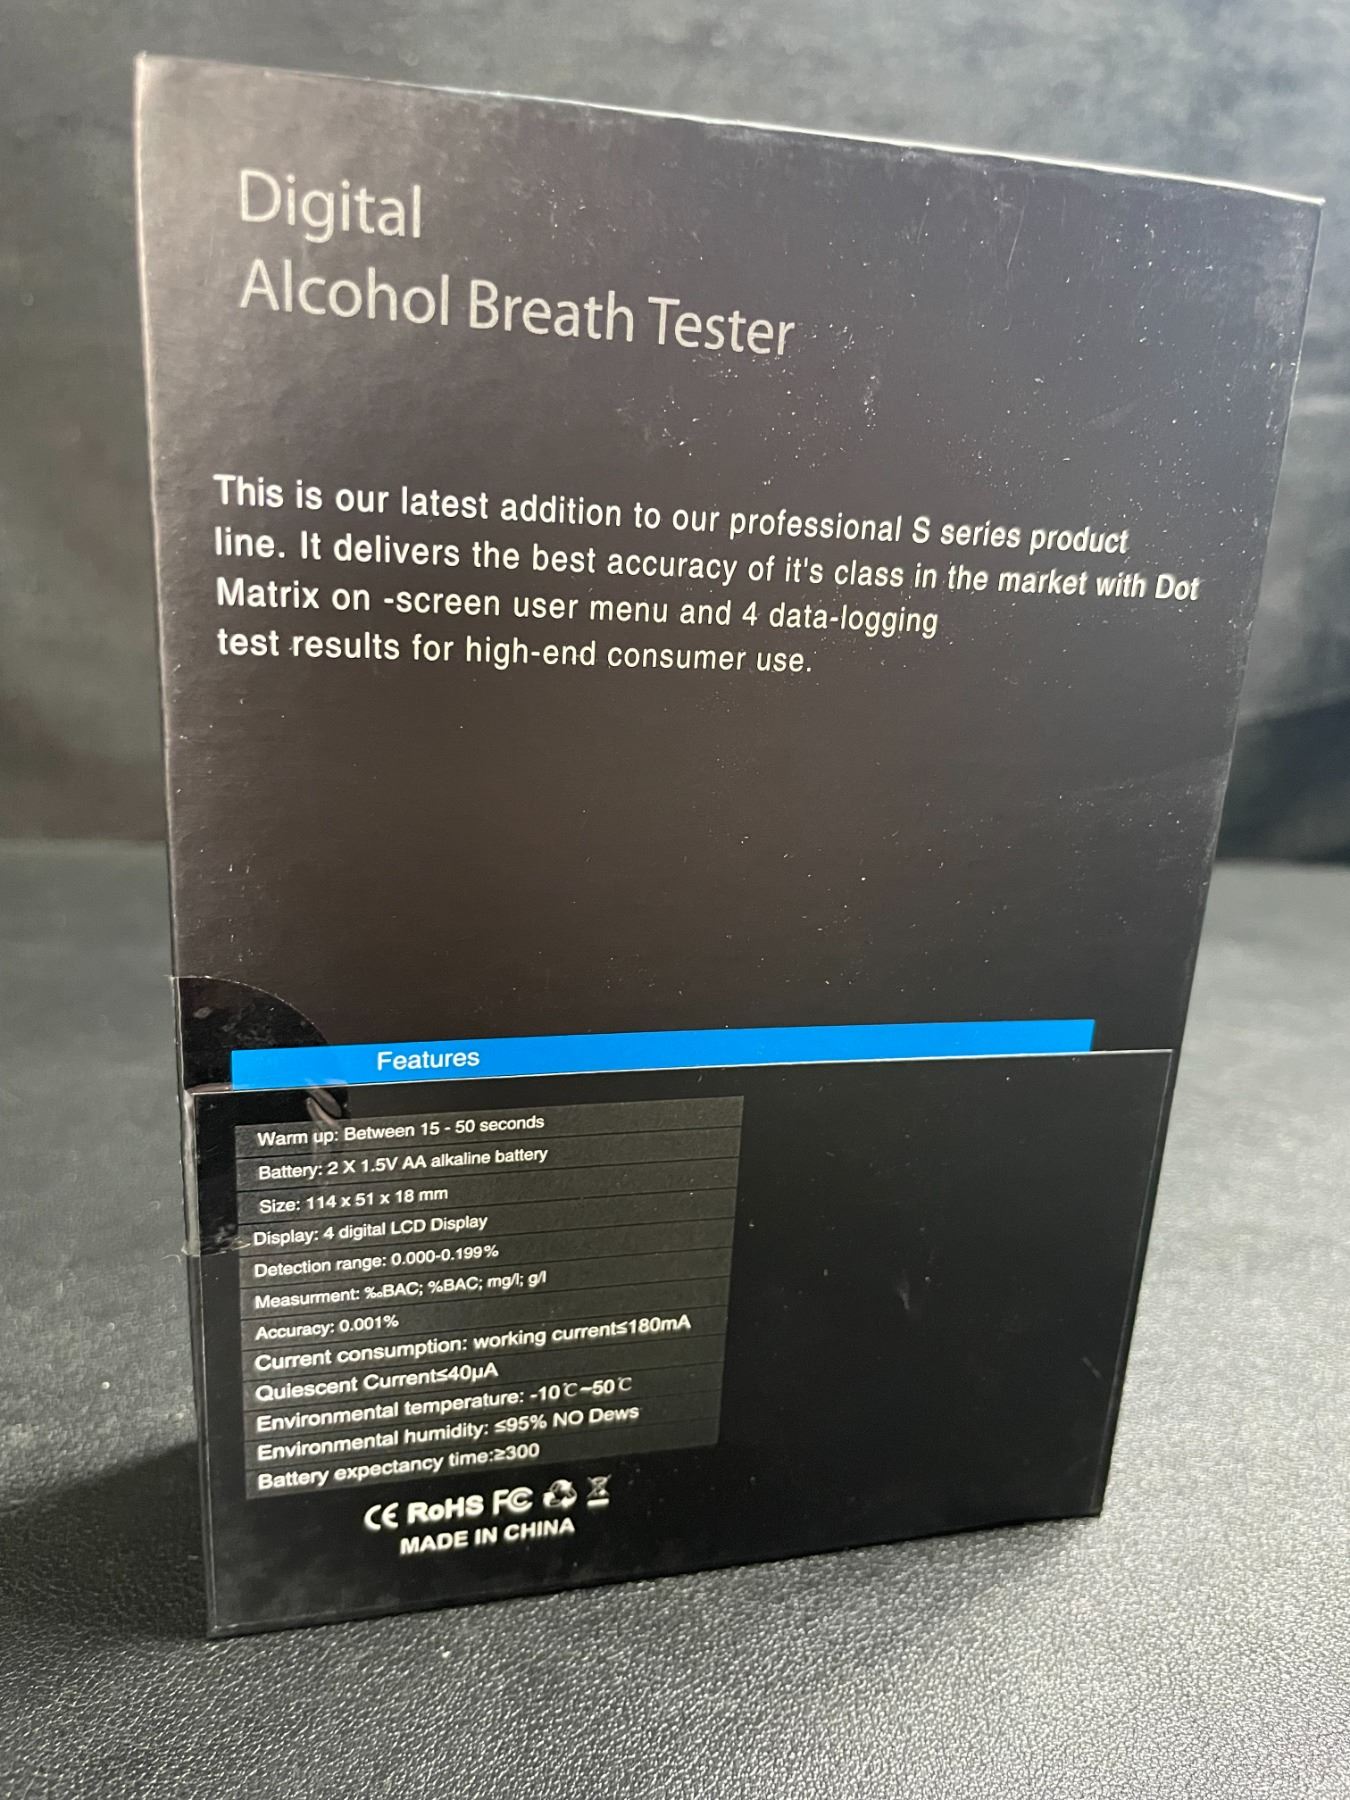 Digital
Alcohol Breath Tester
This is our latest addition to our professional S series product
line. It delivers the best accuracy of it's class in the market with Dot
Matrix on -screen user menu and 4 data-logging
test results for high-end consumer use.
Features
Warm up: Between 15 - 50 seconds
Battery: 2 X 1.5V AA alkaline battery
Size: 114 x 51 x 18 mm
Display: 4 digital LCD Display
Detection range: 0.000-0.199%
Measurment: ‰BAC; %BAC; mg/l; g/l
Accuracy: 0.001%
Current consumption: working current≤180mA
Quiescent Current≤40μA
Environmental temperature: -10℃~50℃
Environmental humidity: ≤95% NO Dews
Battery expectancy time:≥300
CE RoHS FC
MADE IN CHINA